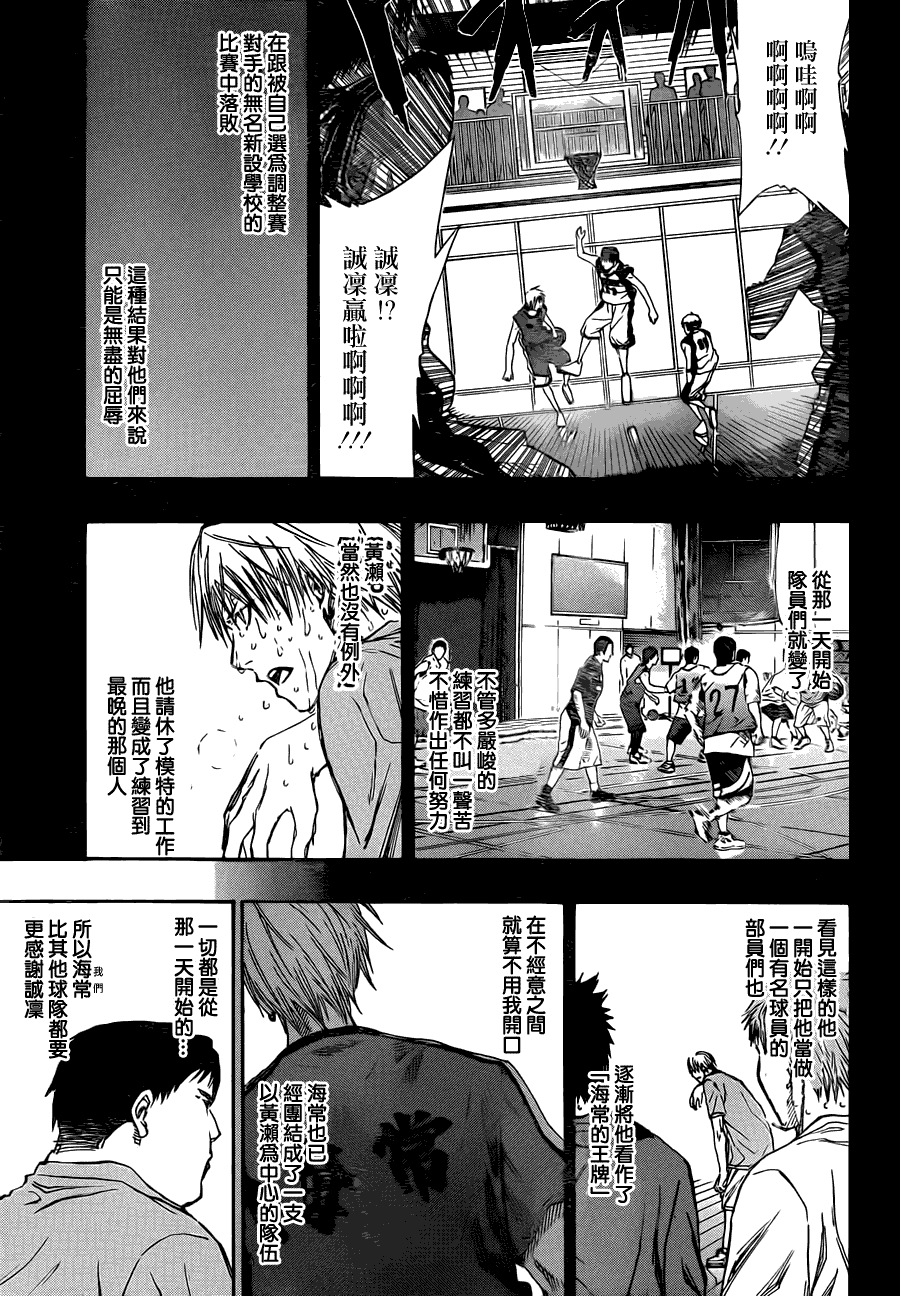 嗚哇啊啊
啊啊啊啊!!
誠凜!?
誠凜贏啦啊啊啊!!!
在跟被自己選為調整賽
對手的無名新設學校的
比賽中落敗
這種結果對他們來說
只能是無盡的屈辱
從那一天開始
隊員們就變了
27
不管多嚴峻的
練習都不叫一聲苦
不惜作出任何努力
黃瀨
當然也沒有例外
他請休了模特的工作
而且變成了練習到
最晚的那個人
看見這樣的他
一開始只把他當做
一個有名球員的
部員們也
逐漸將他看作了
「海常的王牌」
在不經意之間
就算不用我開口
海常
海常也已
經團結成了一支
以黃瀨為中心的隊伍
一切都是從
那一天開始的…
所以海常
我們
比其他球隊都要
更感謝誠凜